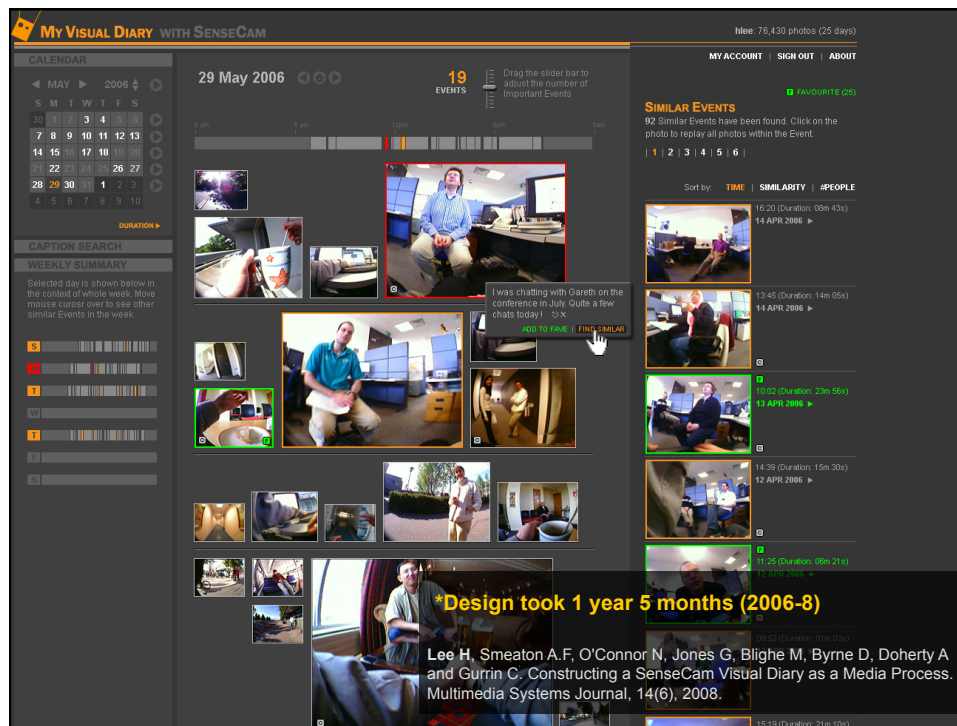 MY VISUAL DIARY WITH SENSECAM
hlee: 76,430 photos (25 days)
MY ACCOUNT | SIGN OUT | ABOUT
CALENDAR
MAY 2006
S M T W T F S
30 1 2 3 4 5 6
7 8 9 10 11 12 13
14 15 16 17 18 19 20
21 22 23 24 25 26 27
28 29 30 31 1 2 3
4 5 6 7 8 9 10
DURATION
CAPTION SEARCH
WEEKLY SUMMARY
Selected day is shown below in
the context of whole week. Move
mouse curosr over to see other
similar Events in the week
S
M
T
W
T
F
S
29 May 2006
19
EVENTS
Drag the slider bar to
adjust the number of
Important Events
12pm
I was chatting with Gareth on the
conference in July. Quite a few
chats today!
ADD TO FAVE | FIND SIMILAR
F FAVOURITE (25)
SIMILAR EVENTS
92 Similar Events have been found. Click on the
photo to replay all photos within the Event.
| 1 | 2 | 3 | 4 | 5 | 6 |
Sort by: TIME | SIMILARITY | #PEOPLE
16:20 (Duration: 08m 43s)
14 APR 2006
13:45 (Duration: 14m 05s)
14 APR 2006
F
10:02 (Duration: 23m 56s)
13 APR 2006
14:39 (Duration: 15m 30s)
12 APR 2006
F
11:25 (Duration: 06m 21s)
12 APR 2006
*Design took 1 year 5 months (2006-8)
09:52 (Duration: 01m 03s)
Lee H, Smeaton A.F, O'Connor N, Jones G, Blighe M, Byrne D, Doherty A
and Gurrin C. Constructing a SenseCam Visual Diary as a Media Process.
Multimedia Systems Journal, 14(6), 2008.
15:19 (Duration: 21m 10s)